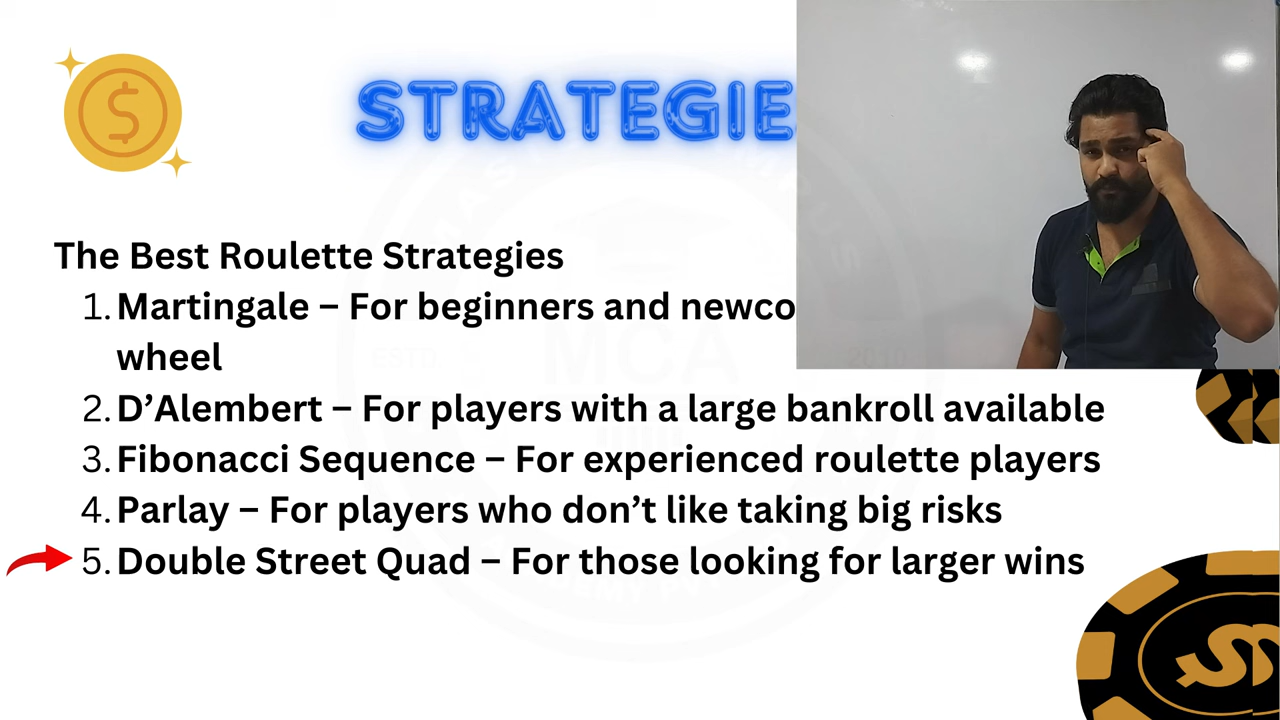 STRATEGIE
The Best Roulette Strategies
1. Martingale – For beginners and newco
wheel
2. D’Alembert – For players with a large bankroll available
3. Fibonacci Sequence – For experienced roulette players
4. Parlay – For players who don’t like taking big risks
5. Double Street Quad – For those looking for larger wins
MCA
ESTD